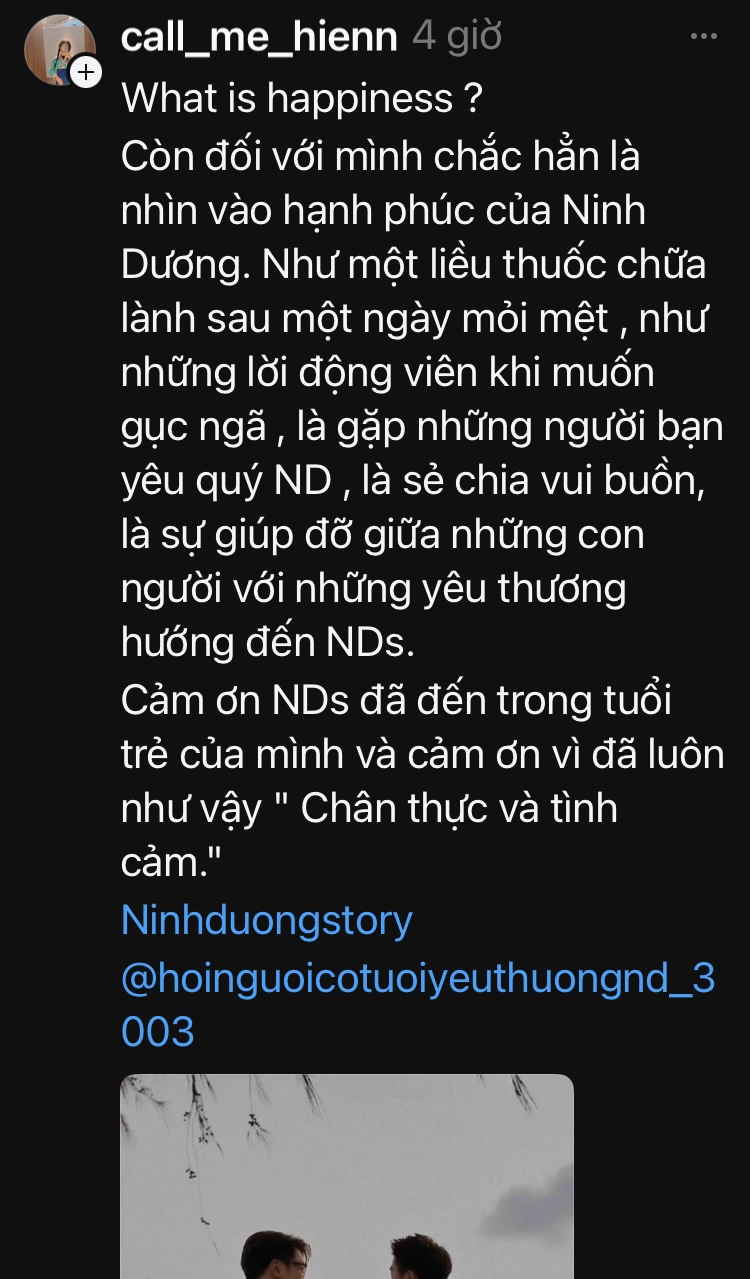 call_me_hienn 4 giờ
What is happiness ?
Còn đối với mình chắc hẳn là
nhìn vào hạnh phúc của Ninh
Dương. Như một liều thuốc chữa
lành sau một ngày mỏi mệt , như
những lời động viên khi muốn
gục ngã , là gặp những người bạn
yêu quý ND , là sẻ chia vui buồn,
là sự giúp đỡ giữa những con
người với những yêu thương
hướng đến NDs.
Cảm ơn NDs đã đến trong tuổi
trẻ của mình và cảm ơn vì đã luôn
như vậy " Chân thực và tình
cảm."
Ninhduongstory
@hoinguoicotuoiyeuthuongnd_3
003